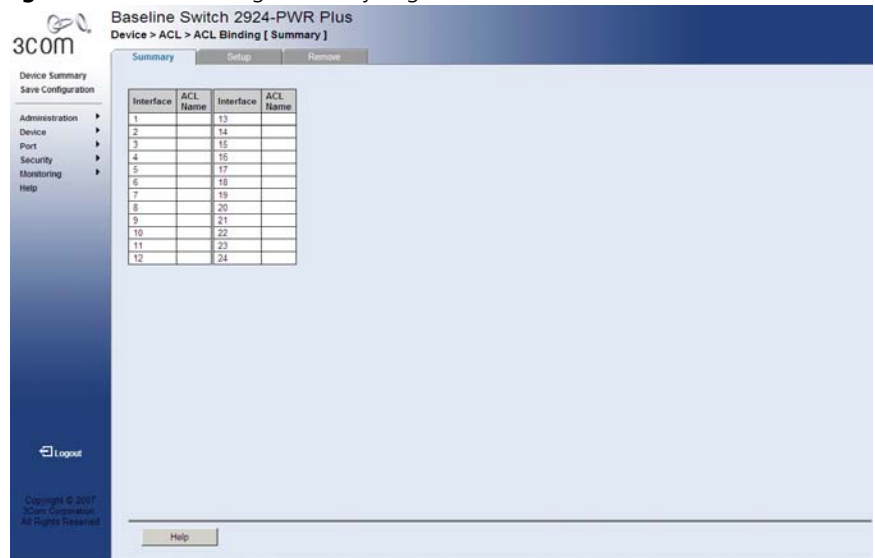 Baseline Switch 2924-PWR Plus
3COM
Device > ACL > ACL Binding [ Summary ]
Summary Setup Remove
Device Summary
Save Configuration
Administration
Device
Port
Security
Monitoring
Help
Interface ACL Name Interface ACL Name
1 13
2 14
3 15
4 16
5 17
6 18
7 19
8 20
9 21
10 22
11 23
12 24
Logout
Copyright © 2007
3Com Corporation
All Rights Reserved
Help